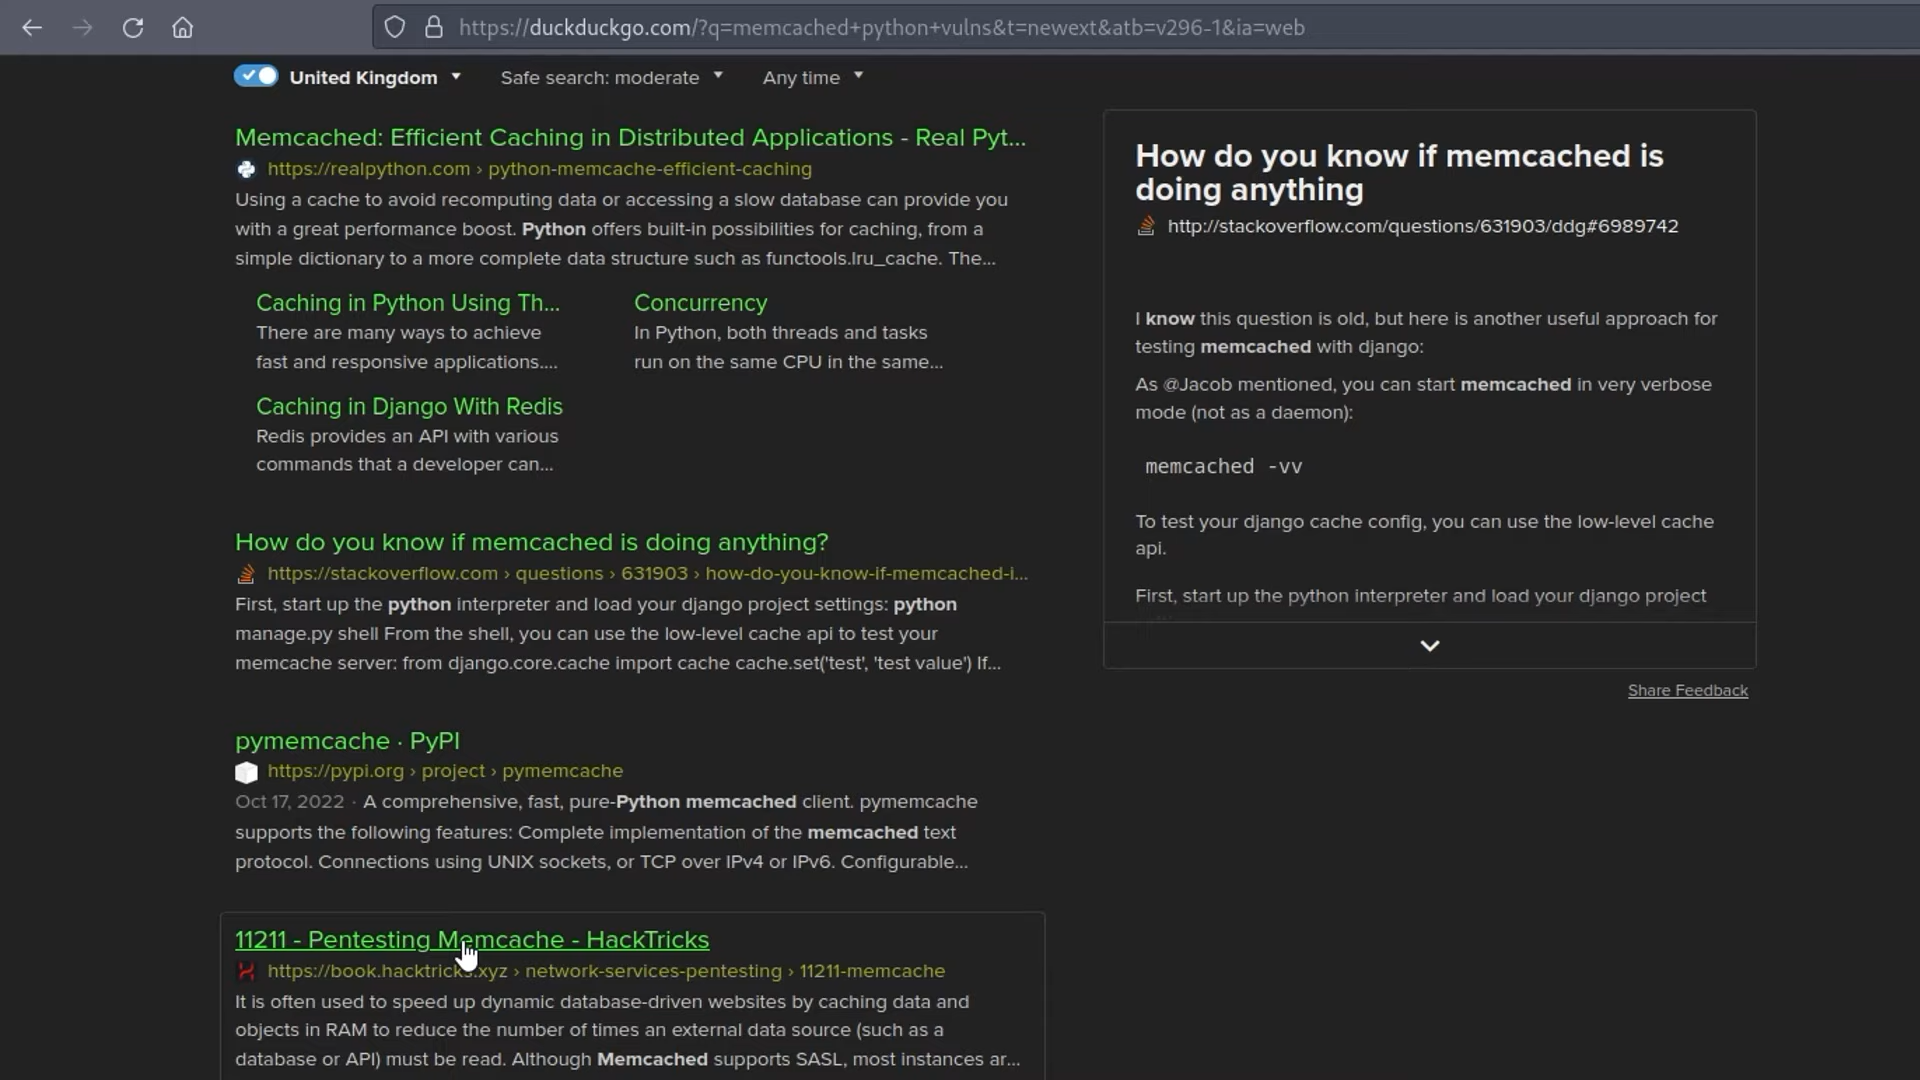 https://duckduckgo.com/?q=memcached+python+vulns&t=newext&atb=v296-1&ia=web
United Kingdom
Safe search: moderate
Any time
Memcached: Efficient Caching in Distributed Applications - Real Pyt...
https://realpython.com › python-memcache-efficient-caching
Using a cache to avoid recomputing data or accessing a slow database can provide you
with a great performance boost. Python offers built-in possibilities for caching, from a
simple dictionary to a more complete data structure such as functools.lru_cache. The...
Caching in Python Using Th...
There are many ways to achieve
fast and responsive applications....
Concurrency
In Python, both threads and tasks
run on the same CPU in the same...
Caching in Django With Redis
Redis provides an API with various
commands that a developer can...
How do you know if memcached is doing anything?
https://stackoverflow.com › questions › 631903 › how-do-you-know-if-memcached-i...
First, start up the python interpreter and load your django project settings: python
manage.py shell From the shell, you can use the low-level cache api to test your
memcache server: from django.core.cache import cache cache.set('test', 'test value') If...
pymemcache · PyPI
https://pypi.org › project › pymemcache
Oct 17, 2022 · A comprehensive, fast, pure-Python memcached client. pymemcache
supports the following features: Complete implementation of the memcached text
protocol. Connections using UNIX sockets, or TCP over IPv4 or IPv6. Configurable...
11211 - Pentesting Memcache - HackTricks
https://book.hacktricks.xyz › network-services-pentesting › 11211-memcache
It is often used to speed up dynamic database-driven websites by caching data and
objects in RAM to reduce the number of times an external data source (such as a
database or API) must be read. Although Memcached supports SASL, most instances ar...
How do you know if memcached is
doing anything
http://stackoverflow.com/questions/631903/ddg#6989742
I know this question is old, but here is another useful approach for
testing memcached with django:
As @Jacob mentioned, you can start memcached in very verbose
mode (not as a daemon):
memcached -vv
To test your django cache config, you can use the low-level cache
api.
First, start up the python interpreter and load your django project
Share Feedback